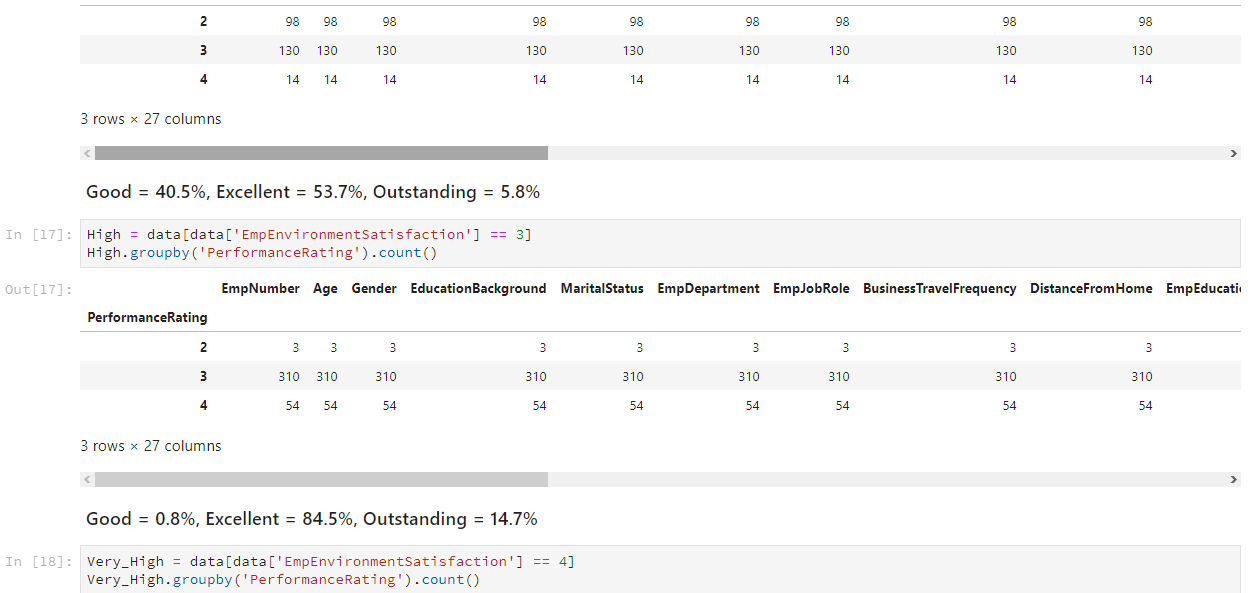 2 98 98 98 98 98 98 98 98 98
3 130 130 130 130 130 130 130 130 130
4 14 14 14 14 14 14 14 14 14
3 rows × 27 columns
Good = 40.5%, Excellent = 53.7%, Outstanding = 5.8%
In [17]: High = data[data['EmpEnvironmentSatisfaction'] == 3]
High.groupby('PerformanceRating').count()
Out[17]: EmpNumber Age Gender EducationBackground MaritalStatus EmpDepartment EmpJobRole BusinessTravelFrequency DistanceFromHome EmpEducati
PerformanceRating
2 3 3 3 3 3 3 3 3 3
3 310 310 310 310 310 310 310 310 310
4 54 54 54 54 54 54 54 54 54
3 rows × 27 columns
Good = 0.8%, Excellent = 84.5%, Outstanding = 14.7%
In [18]: Very_High = data[data['EmpEnvironmentSatisfaction'] == 4]
Very_High.groupby('PerformanceRating').count()